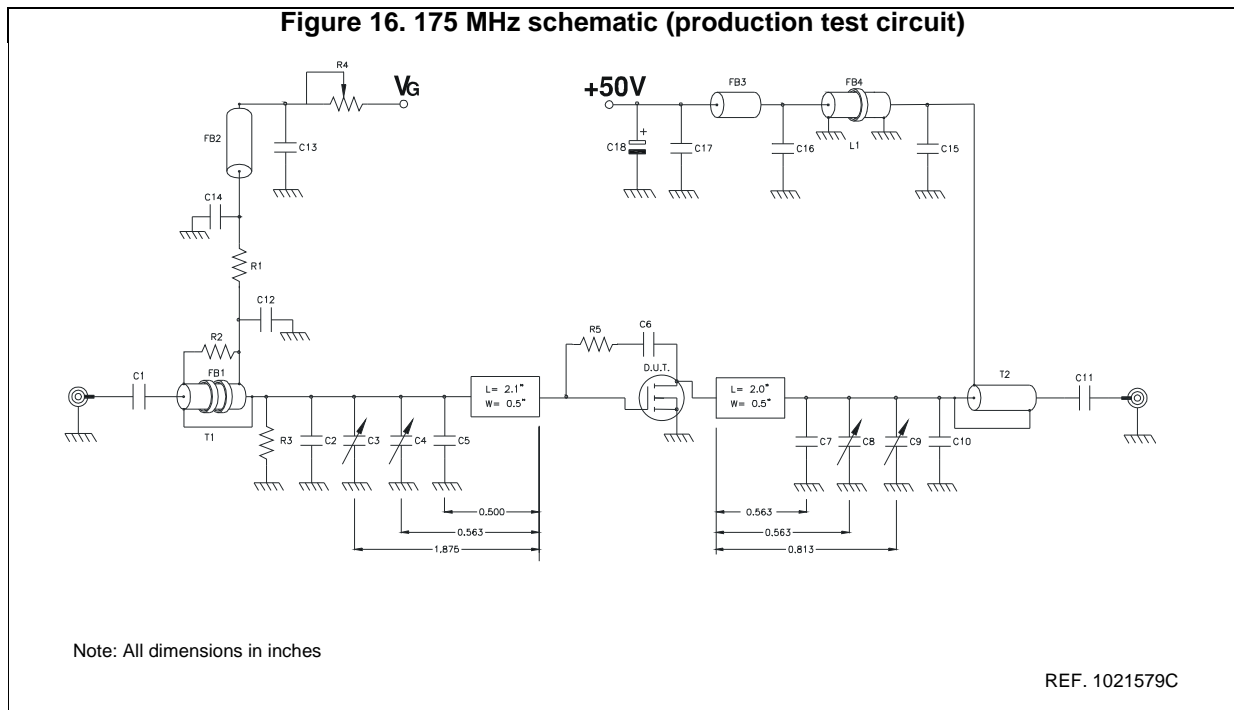 Figure 16. 175 MHz schematic (production test circuit)
R4
VG
+50V
FB3
FB4
FB2
C13
C18
+
C17
C16
L1
C15
C14
R1
C12
R2
FB1
C1
T1
R3
C2
C3
C4
C5
L= 2.1"
W= 0.5"
R5
C6
D.U.T.
L= 2.0"
W= 0.5"
T2
C11
C7
C8
C9
C10
0.500
0.563
1.875
0.563
0.563
0.813
Note: All dimensions in inches
REF. 1021579C